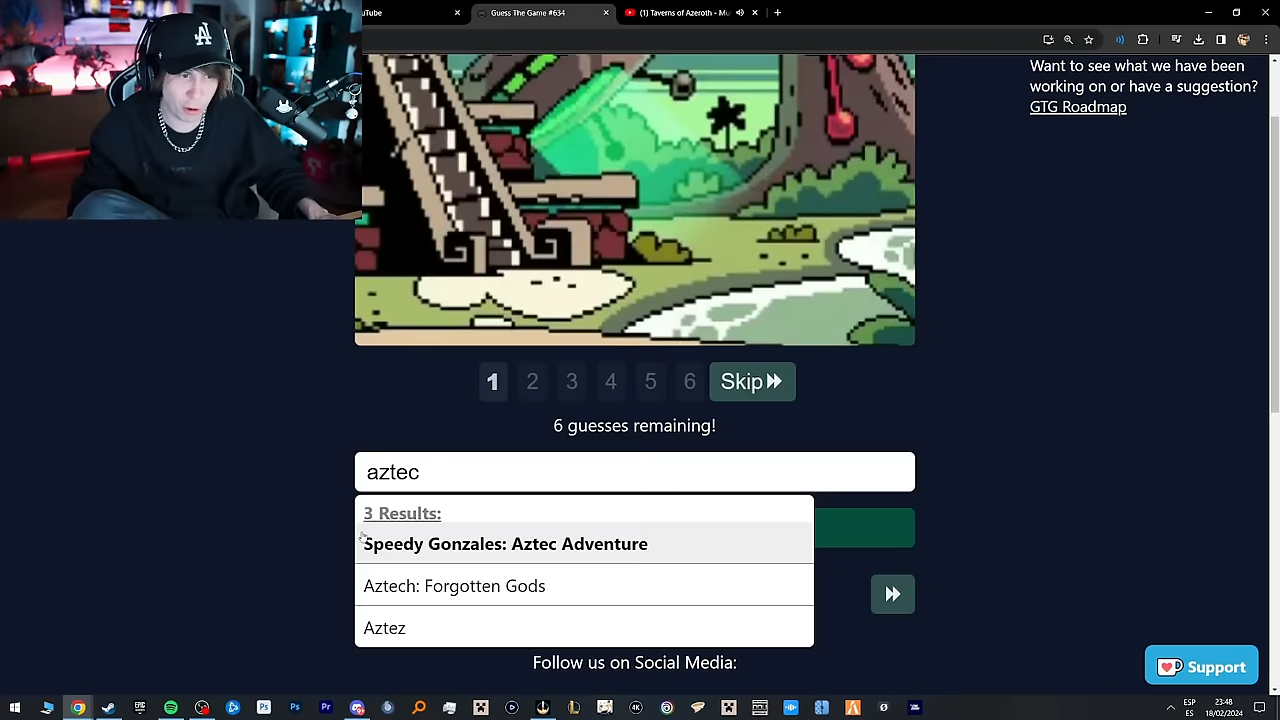 uTube
Guess The Game #634
(1) Taverns of Azeroth - Mu
Want to see what we have been
working on or have a suggestion?
GTG Roadmap
1 2 3 4 5 6 Skip
6 guesses remaining!
aztec
3 Results:
Speedy Gonzales: Aztec Adventure
Aztech: Forgotten Gods
Aztez
Follow us on Social Media:
Support
ESP
ES
23:48
16/02/2024